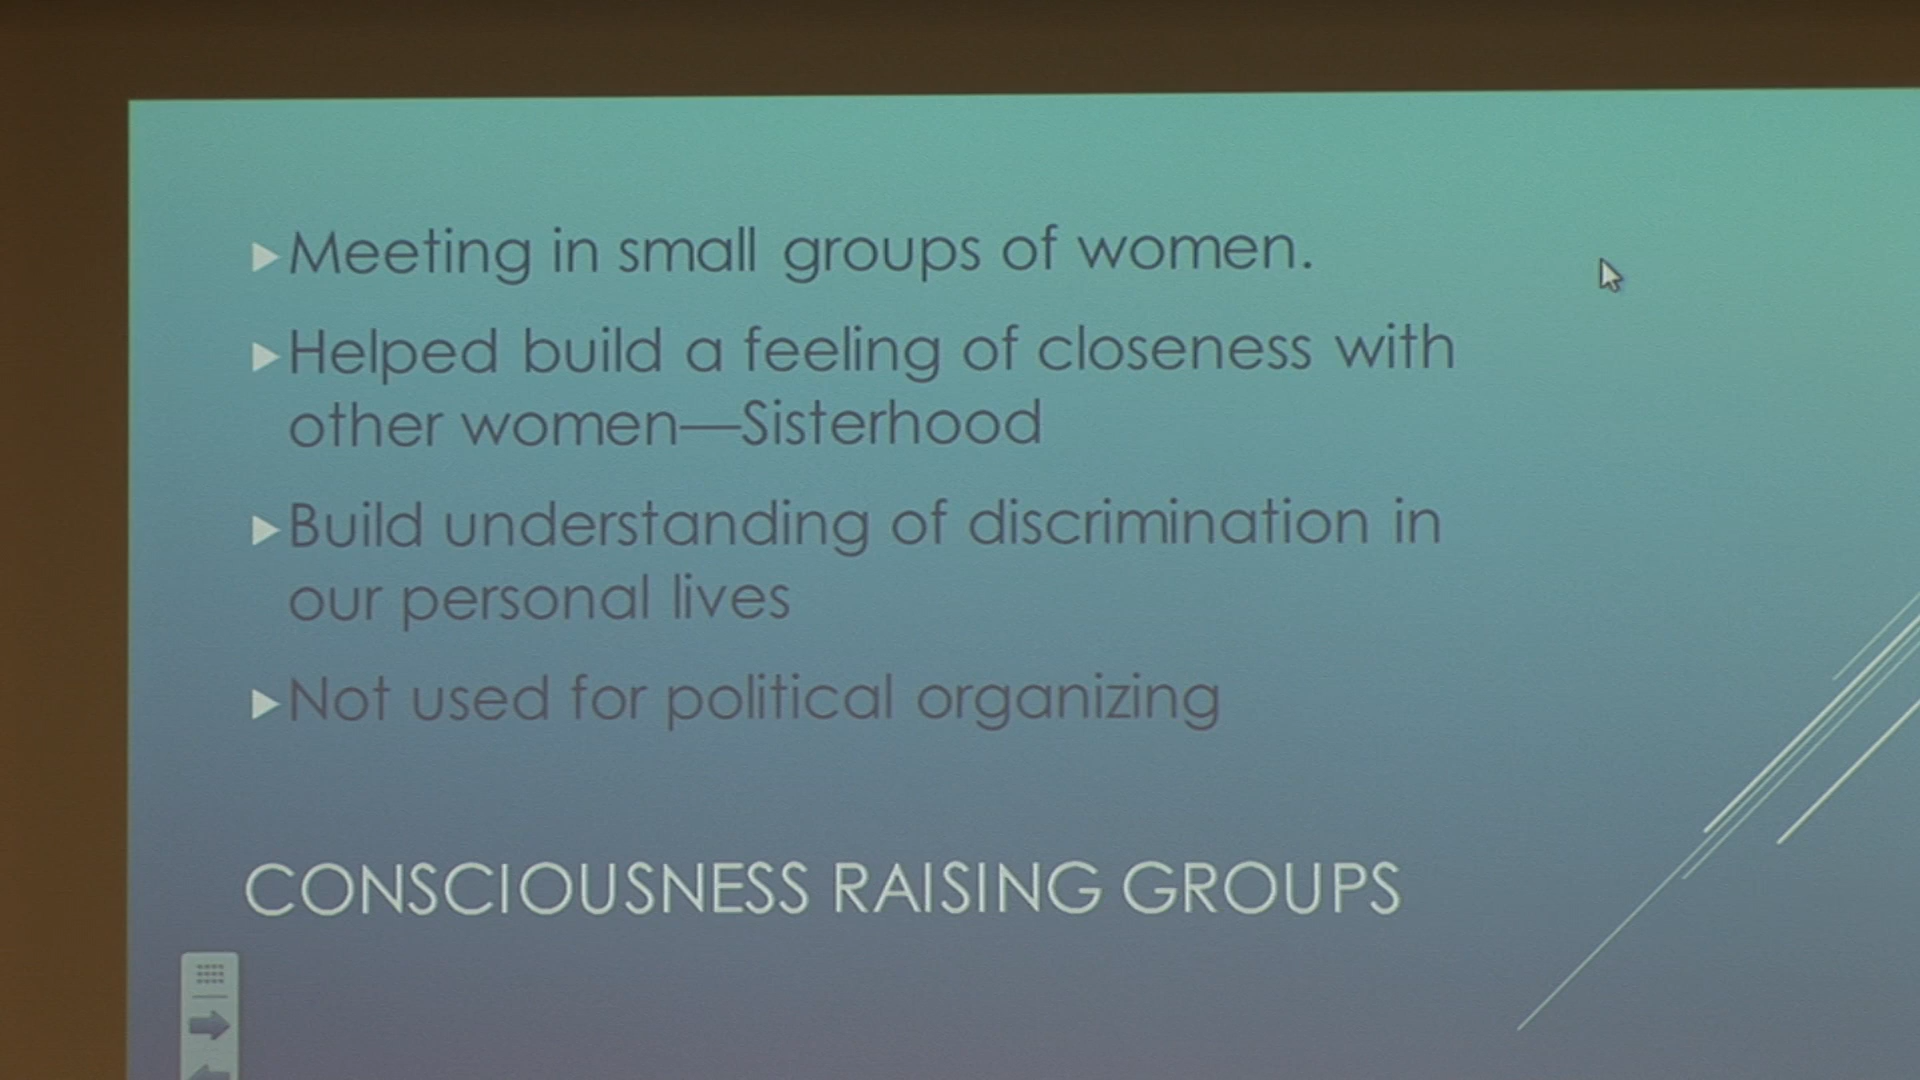 Meeting in small groups of women.
Helped build a feeling of closeness with
other women—Sisterhood
Build understanding of discrimination in
our personal lives
Not used for political organizing
CONSCIOUSNESS RAISING GROUPS